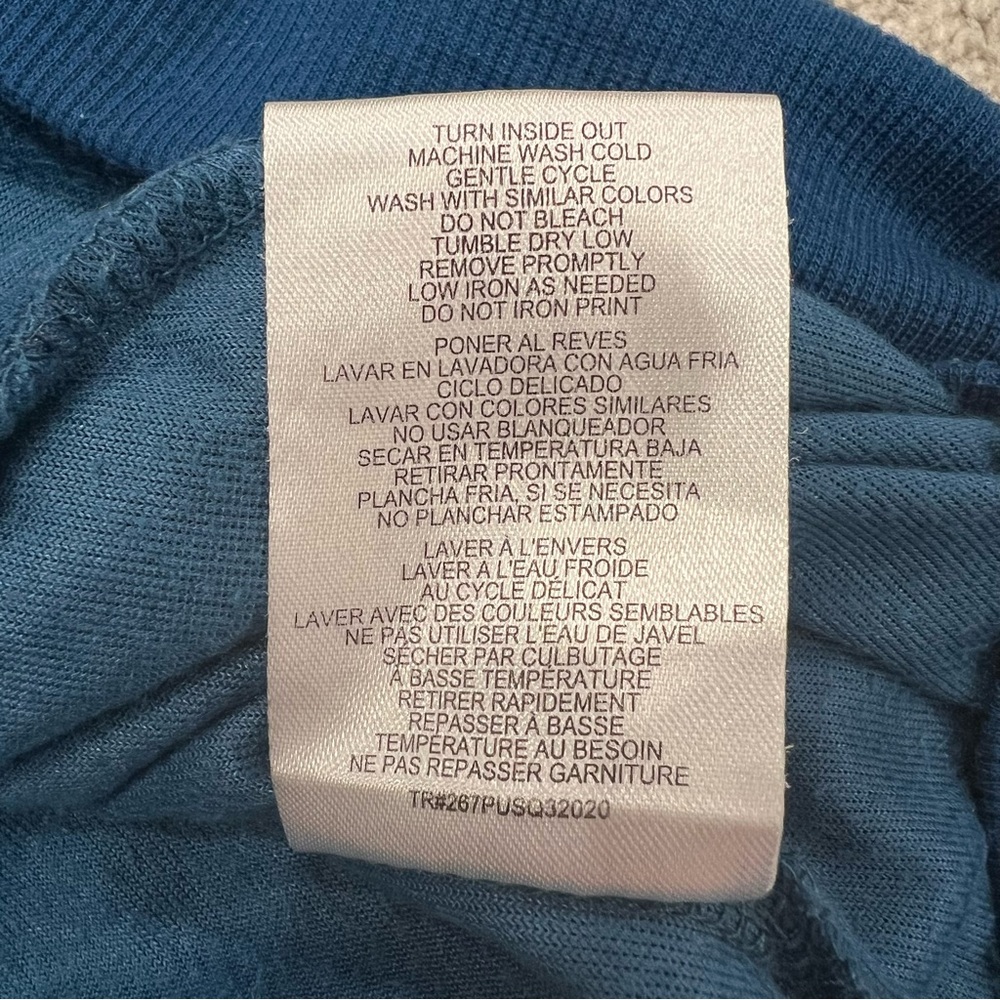 TURN INSIDE OUT
MACHINE WASH COLD
GENTLE CYCLE
WASH WITH SIMILAR COLORS
DO NOT BLEACH
TUMBLE DRY LOW
REMOVE PROMPTLY
LOW IRON AS NEEDED
DO NOT IRON PRINT
PONER AL REVES
LAVAR EN LAVADORA CON AGUA FRIA
CICLO DELICADO
LAVAR CON COLORES SIMILARES
NO USAR BLANQUEADOR
SECAR EN TEMPERATURA BAJA
RETIRAR PRONTAMENTE
PLANCHA FRIA, SI SE NECESITA
NO PLANCHAR ESTAMPADO
LAVER À L'ENVERS
LAVER A L'EAU FROIDE
AU CYCLE DÉLICAT
LAVER AVEC DES COULEURS SEMBLABLES
NE PAS UTILISER L'EAU DE JAVEL
SÉCHER PAR CULBUTAGE
À BASSE TEMPÉRATURE
RETIRER RAPIDEMENT
REPASSER À BASSE
TEMPERATURE AU BESOIN
NE PAS REPASSER GARNITURE
TR#267PUSQ32020